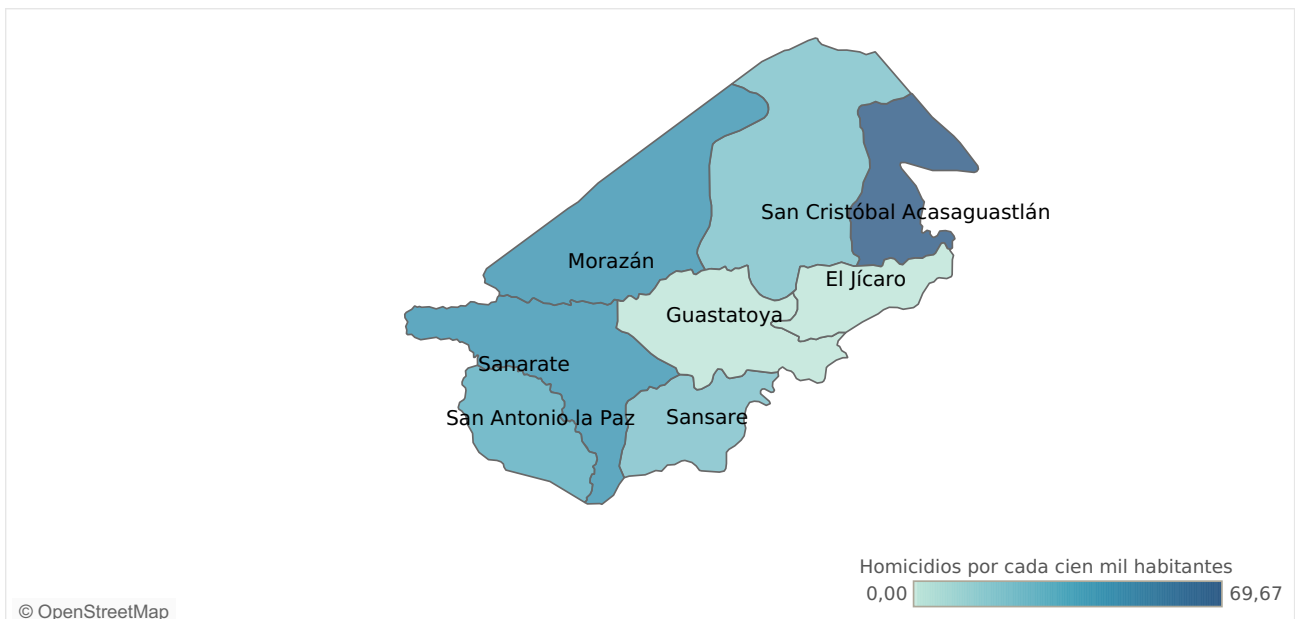 San Cristóbal Acasaguastlán
Morazán
El Jícaro
Guastatoya
Sanarate
San Antonio la Paz
Sansare
Homicidios por cada cien mil habitantes
0,00
69,67
© OpenStreetMap